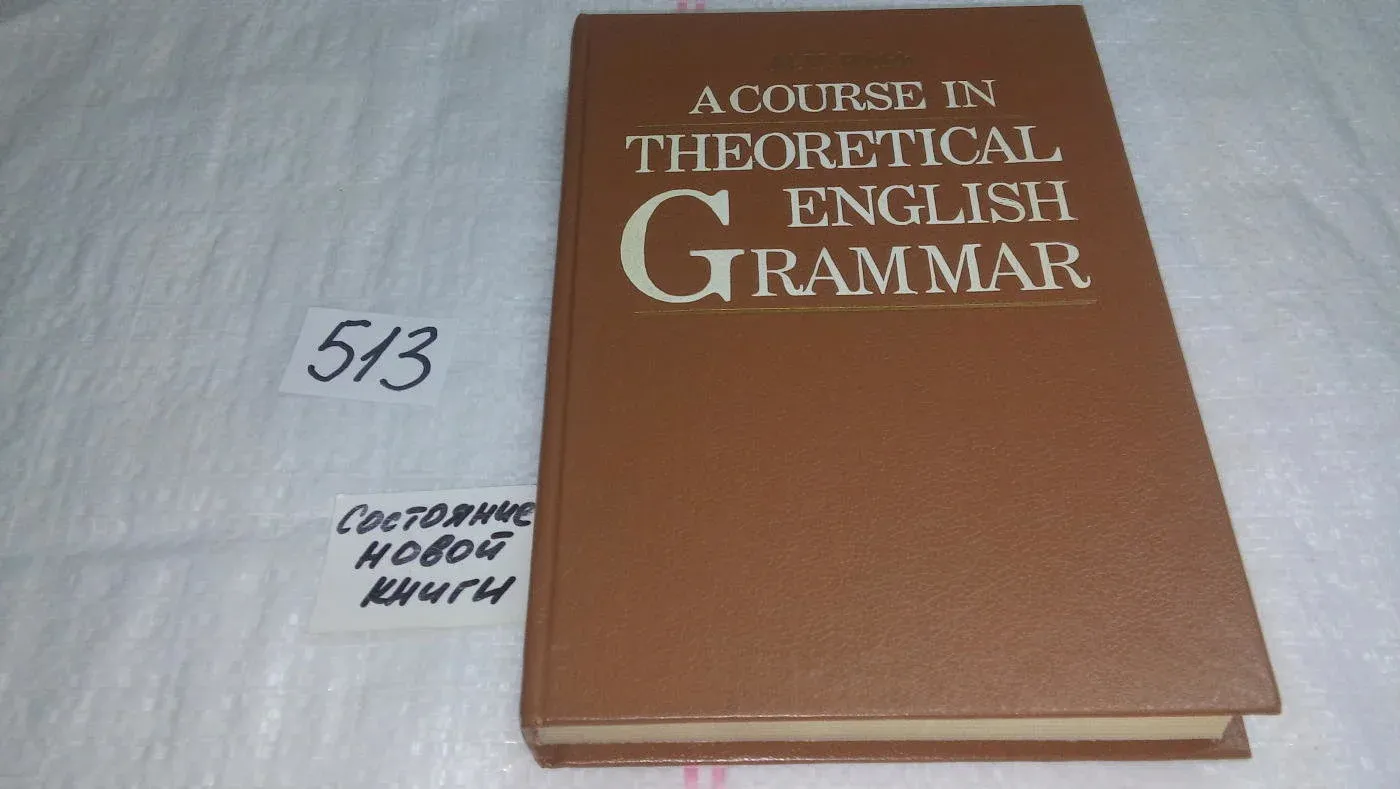 A COURSE IN
THEORETICAL
ENGLISH
GRAMMAR
513
Состояние
новой
книги